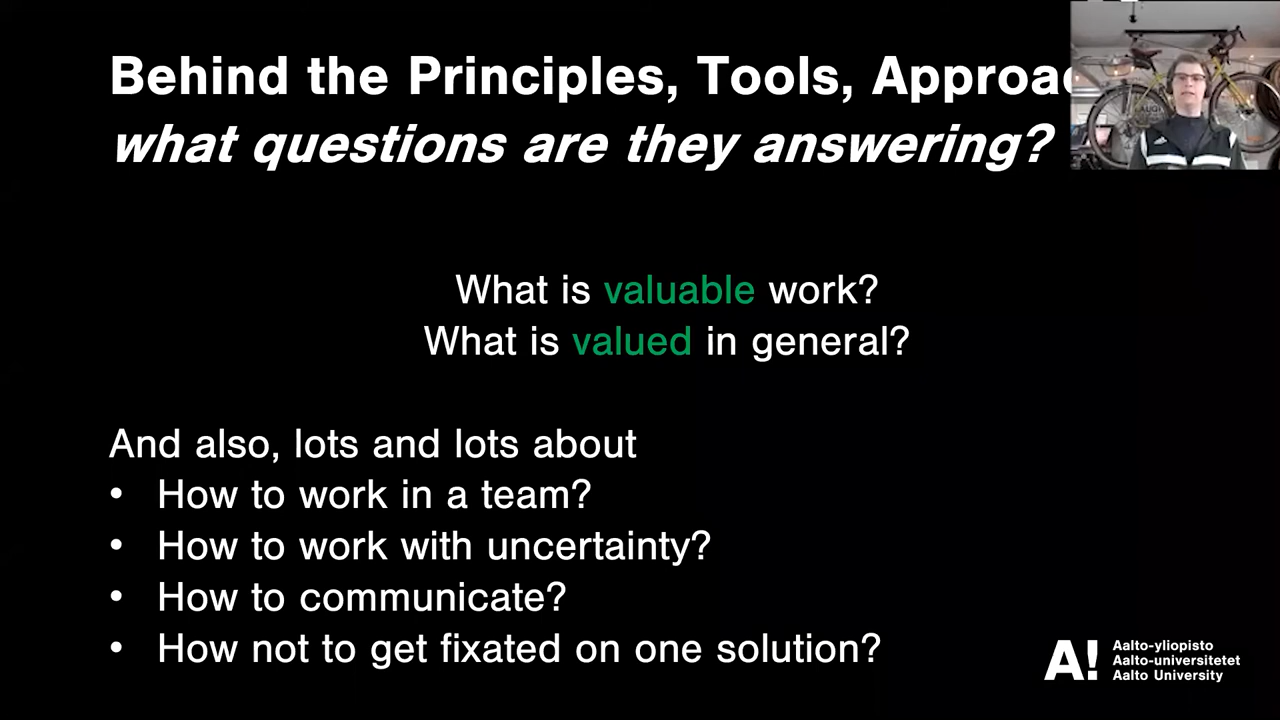 Behind the Principles, Tools,
what questions are they answering?
What is valuable work?
What is valued in general?
And also, lots and lots about
• How to work in a team?
• How to work with uncertainty?
• How to communicate?
• How not to get fixated on one solution?
A! Aalto-yliopisto
Aalto-universitetet
Aalto University